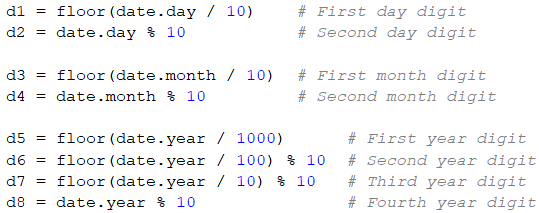 d1 = floor(date.day / 10)     # First day digit
d2 = date.day % 10            # Second day digit

d3 = floor(date.month / 10)   # First month digit
d4 = date.month % 10          # Second month digit

d5 = floor(date.year / 1000)       # First year digit
d6 = floor(date.year / 100) % 10   # Second year digit
d7 = floor(date.year / 10) % 10    # Third year digit
d8 = date.year % 10                # Fourth year digit